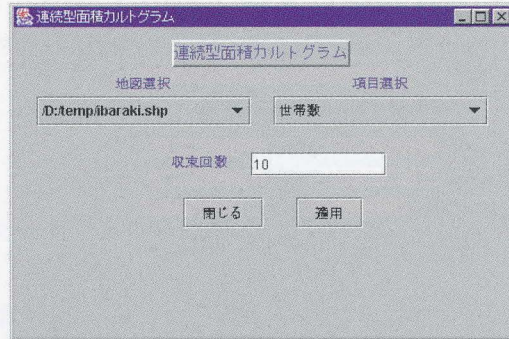 連続型面積カルトグラム
連続型面積カルトグラム
地図選択
項目選択
/D:/temp/ibaraki.shp
世帯数
収束回数
10
閉じる
適用